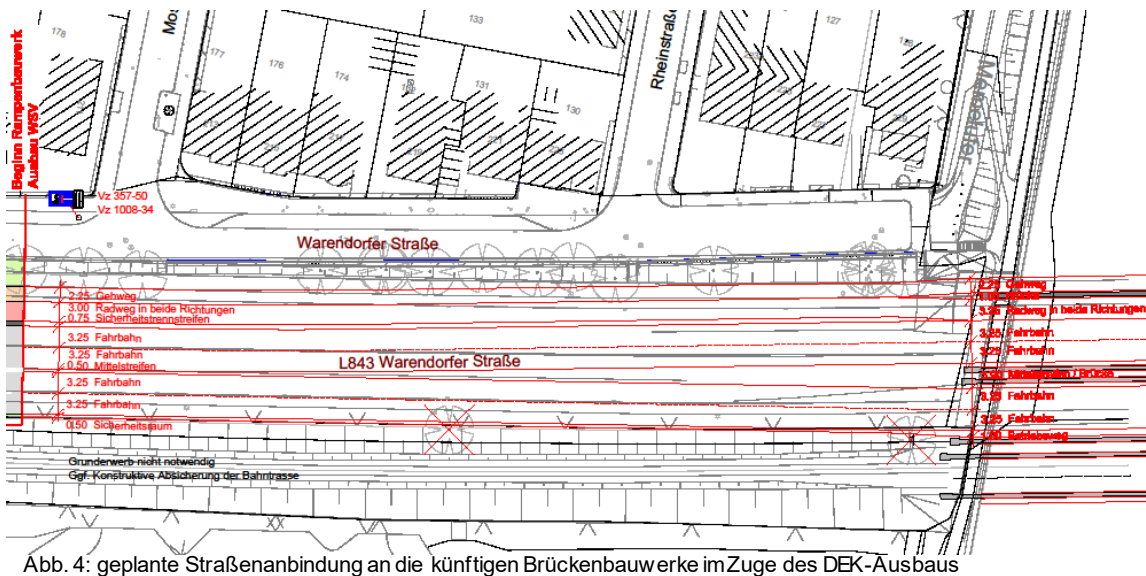 178
Mos
177
176
174
133
131
130
Rheinstraße
127
Beginn Rampenbauwerk
Ausbau WSV
Vz 357-50
Vz 1008-34
Warendorfer Straße
2.25 Gehweg
3.00 Radweg in beide Richtungen
0.75 Sicherheitstrennstreifen
3.25 Fahrbahn
3.25 Fahrbahn
0.50 Mittelstreifen
3.25 Fahrbahn
3.25 Fahrbahn
0.50 Sicherheitsraum
L843 Warendorfer Straße
2.25 Gehweg
3.25 Radweg in beide Richtungen
3.25 Fahrbahn
3.25 Fahrbahn
Brücke
3.25 Fahrbahn
3.25 Fahrbahn
Betriebsweg
Grunderwerb nicht notwendig
Ggf. Konstruktive Absicherung der Bahntrasse
Abb. 4: geplante Straßenanbindung an die künftigen Brückenbauwerke im Zuge des DEK-Ausbaus